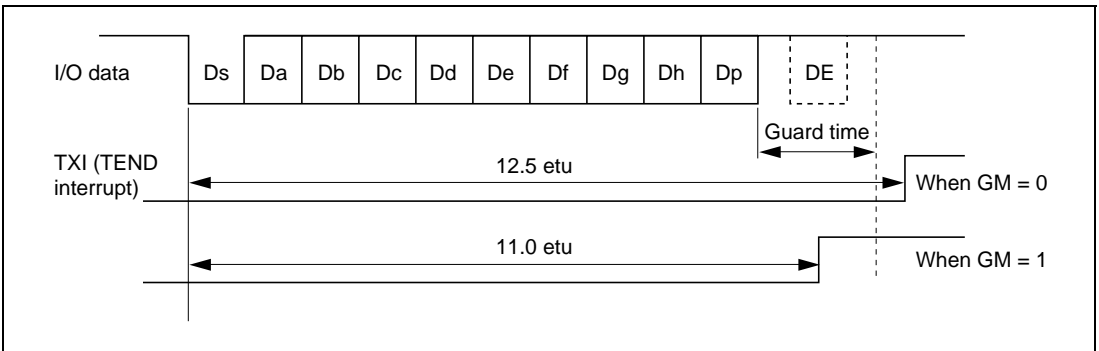 I/O data
Ds Da Db Dc Dd De Df Dg Dh Dp DE
Guard time
TXI (TEND
interrupt)
12.5 etu
When GM = 0
11.0 etu
When GM = 1